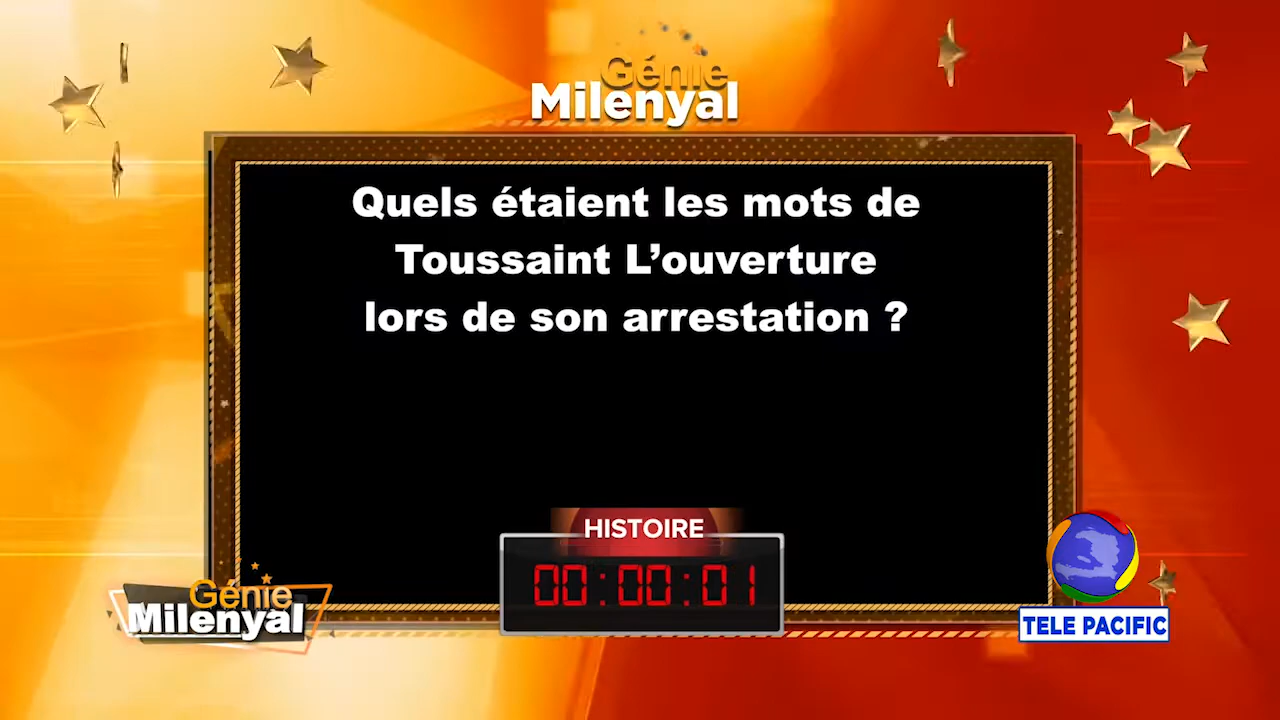 Génie
Milenyal
Quels étaient les mots de
Toussaint L’ouverture
lors de son arrestation ?
HISTOIRE
00:00:01
Génie
Milenyal
TELE PACIFIC